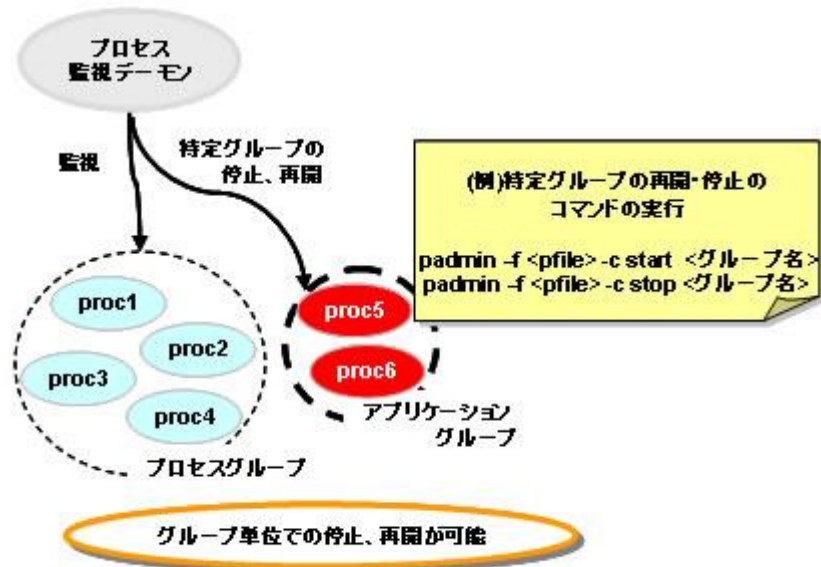 プロセス
監視デーモン
監視
特定グループの
停止、再開
(例)特定グループの再開・停止の
コマンドの実行
padmin -f <pfile> -c start <グループ名>
padmin -f <pfile> -c stop <グループ名>
proc1
proc2
proc3
proc4
プロセスグループ
proc5
proc6
アプリケーション
グループ
グループ単位での停止、再開が可能